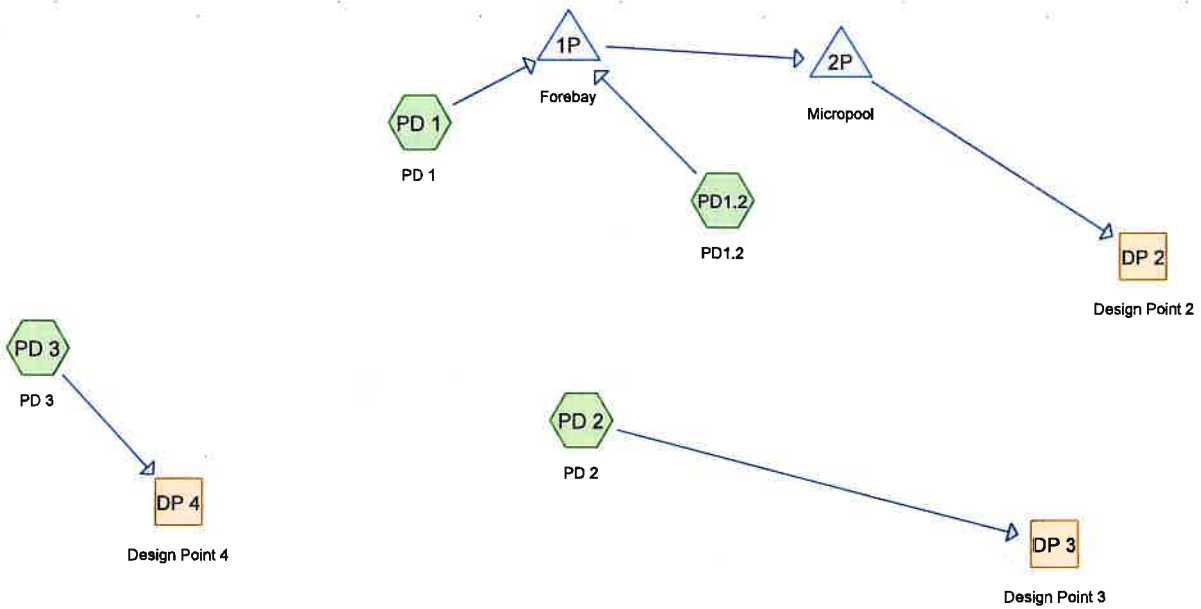 1P
Forebay
2P
Micropool
PD 1
PD 1
PD1.2
PD1.2
DP 2
Design Point 2
PD 3
PD 3
PD 2
PD 2
DP 4
Design Point 4
DP 3
Design Point 3